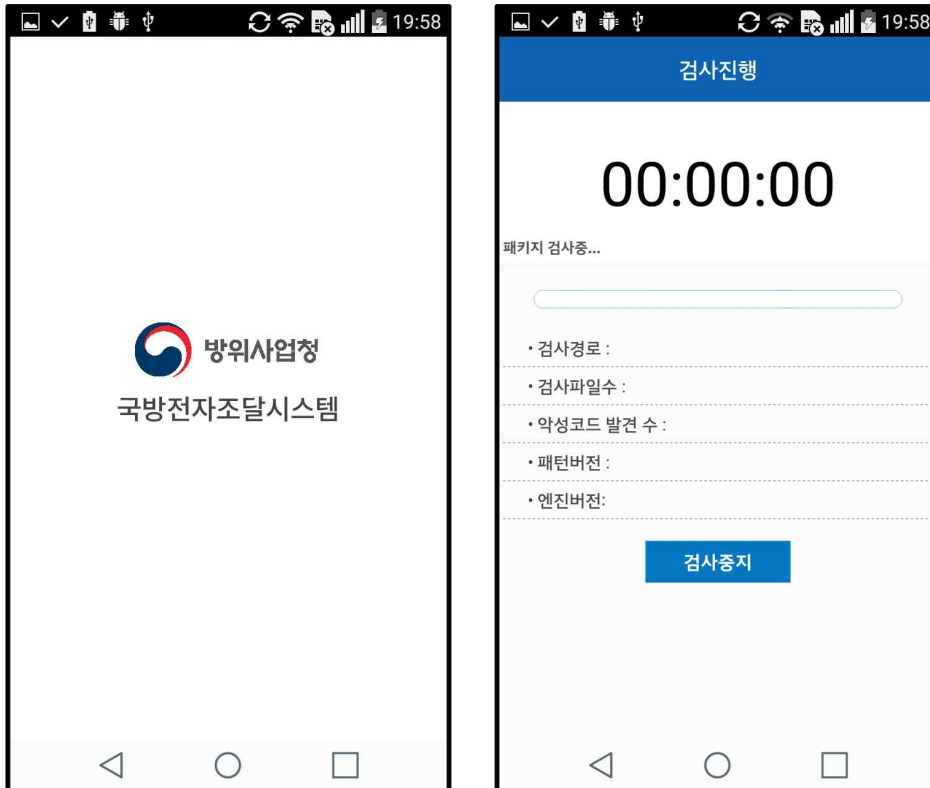 19:58
방위사업청
국방전자조달시스템
19:58
검사진행
00:00:00
패키지 검사중...
• 검사경로 :
• 검사파일수 :
• 악성코드 발견 수 :
• 패턴버전 :
• 엔진버전:
검사중지